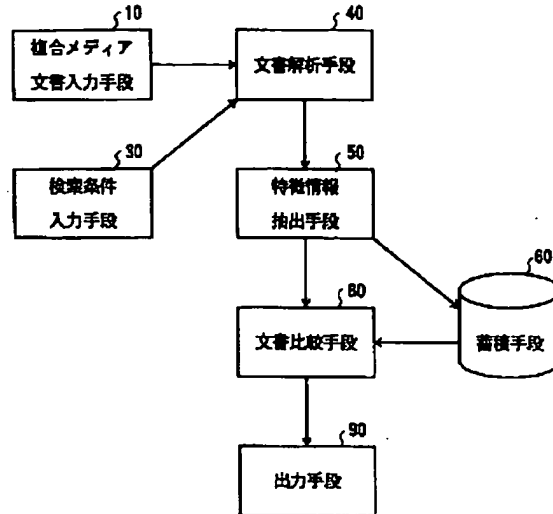 10
複合メディア
文書入力手段
40
文書解析手段
30
検索条件
入力手段
50
特徴情報
抽出手段
60
蓄積手段
80
文書比較手段
90
出力手段